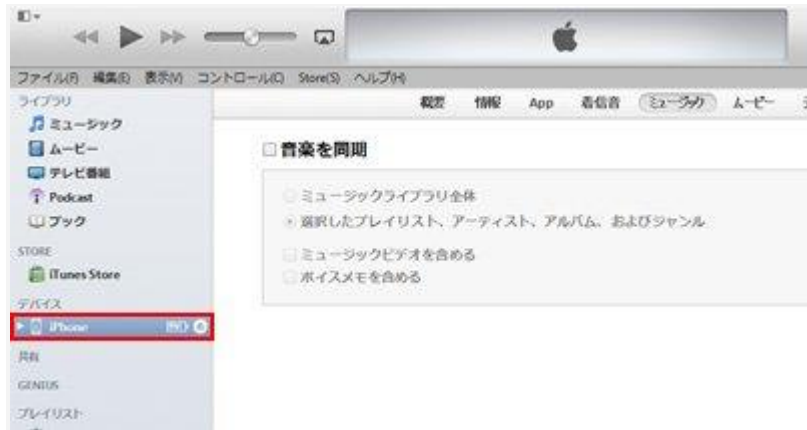 ファイル(F) 編集(E) 表示(V) コントロール(C) Store(S) ヘルプ(H)
ライブラリ
ミュージック
ムービー
テレビ番組
Podcast
ブック
STORE
iTunes Store
デバイス
iPhone
共有
GENIUS
プレイリスト
概要 情報 App 着信音 ミュージック ムービー
音楽を同期
ミュージックライブラリ全体
選択したプレイリスト、アーティスト、アルバム、およびジャンル
ミュージックビデオを含める
ボイスメモを含める